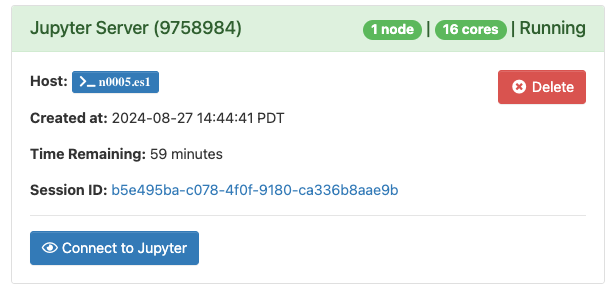 Jupyter Server (9758984) 1 node | 16 cores | Running
Host: >_ n0005.es1
Delete
Created at: 2024-08-27 14:44:41 PDT
Time Remaining: 59 minutes
Session ID: b5e495ba-c078-4f0f-9180-ca336b8aae9b
Connect to Jupyter